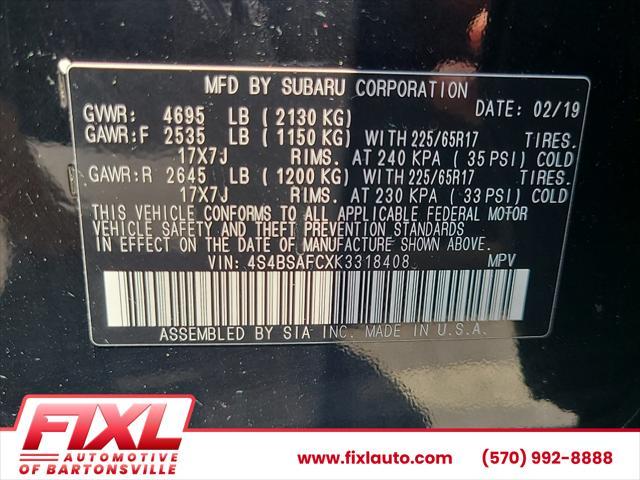 MFD BY SUBARU CORPORATION
GVWR: 4695 LB (2130 KG) DATE: 02/19
GAWR:F 2535 LB (1150 KG) WITH 225/65R17 TIRES.
17X7J RIMS. AT 240 KPA (35 PSI) COLD
GAWR:R 2645 LB (1200 KG) WITH 225/65R17 TIRES.
17X7J RIMS. AT 230 KPA (33 PSI) COLD
THIS VEHICLE CONFORMS TO ALL APPLICABLE FEDERAL MOTOR
VEHICLE SAFETY AND THEFT PREVENTION STANDARDS
IN EFFECT ON THE DATE OF MANUFACTURE SHOWN ABOVE.
VIN: 4S4BSAFCXK3318408 MPV
ASSEMBLED BY SIA INC. MADE IN U.S.A.
FIXL
AUTOMOTIVE
OF BARTONSVILLE
www.fixlauto.com (570) 992-8888